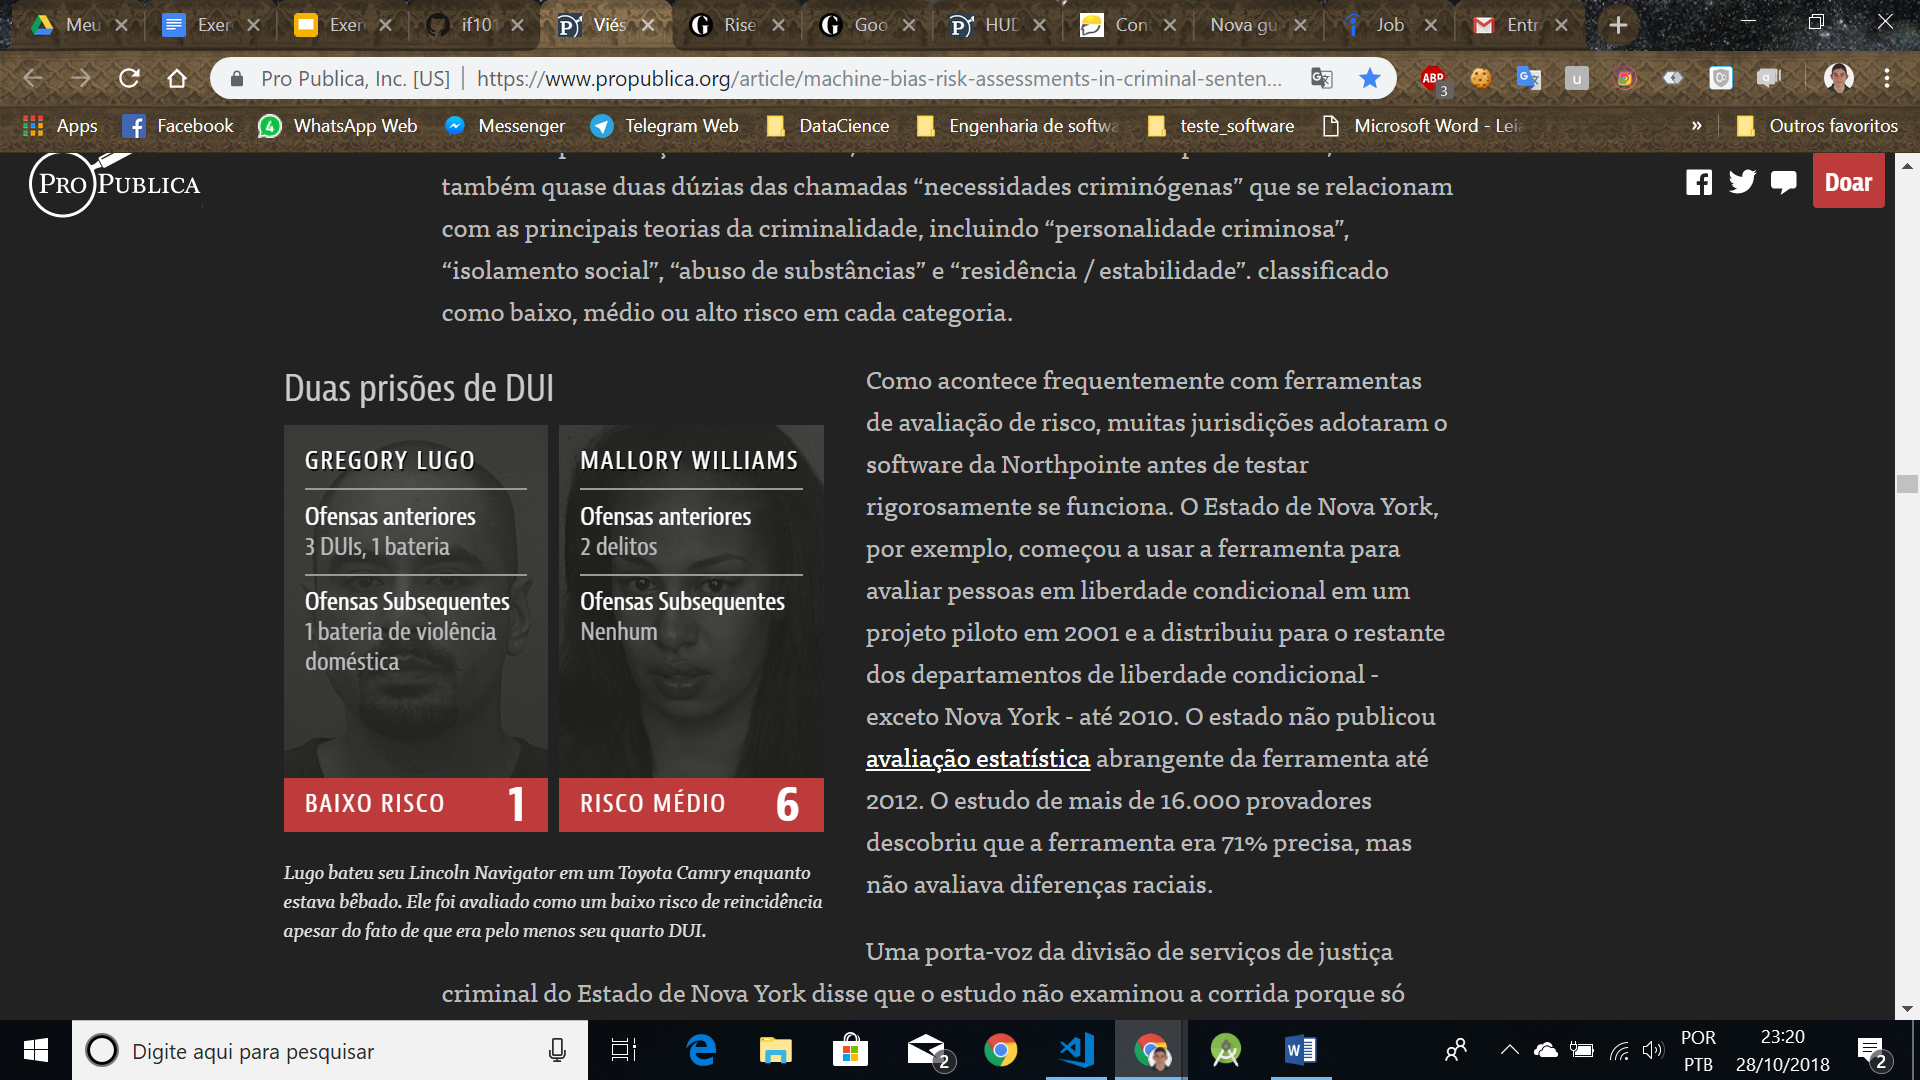 Meu
Exer
Exer
if101
Viés
Rise
Goo
HUD
Con
Nova gu
Job
Entr
Pro Publica, Inc. [US]
https://www.propublica.org/article/machine-bias-risk-assessments-in-criminal-senten...
ABP
3
u
Apps
Facebook
4
WhatsApp Web
Messenger
Telegram Web
DataCience
Engenharia de softwa
teste_software
Microsoft Word - Leia
»
Outros favoritos
PROPUBLICA
Doar
também quase duas dúzias das chamadas “necessidades criminógenas” que se relacionam
com as principais teorias da criminalidade, incluindo “personalidade criminosa”,
“isolamento social”, “abuso de substâncias” e “residência / estabilidade”. classificado
como baixo, médio ou alto risco em cada categoria.
Duas prisões de DUI
GREGORY LUGO
Ofensas anteriores
3 DUIs, 1 bateria
Ofensas Subsequentes
1 bateria de violência
doméstica
BAIXO RISCO 1
MALLORY WILLIAMS
Ofensas anteriores
2 delitos
Ofensas Subsequentes
Nenhum
RISCO MÉDIO 6
Lugo bateu seu Lincoln Navigator em um Toyota Camry enquanto
estava bêbado. Ele foi avaliado como um baixo risco de reincidência
apesar do fato de que era pelo menos seu quarto DUI.
Como acontece frequentemente com ferramentas
de avaliação de risco, muitas jurisdições adotaram o
software da Northpointe antes de testar
rigorosamente se funciona. O Estado de Nova York,
por exemplo, começou a usar a ferramenta para
avaliar pessoas em liberdade condicional em um
projeto piloto em 2001 e a distribuiu para o restante
dos departamentos de liberdade condicional -
exceto Nova York - até 2010. O estado não publicou
avaliação estatística abrangente da ferramenta até
2012. O estudo de mais de 16.000 provadores
descobriu que a ferramenta era 71% precisa, mas
não avaliava diferenças raciais.
Uma porta-voz da divisão de serviços de justiça
criminal do Estado de Nova York disse que o estudo não examinou a corrida porque só
Digite aqui para pesquisar
2
POR
PTB
23:20
28/10/2018
2